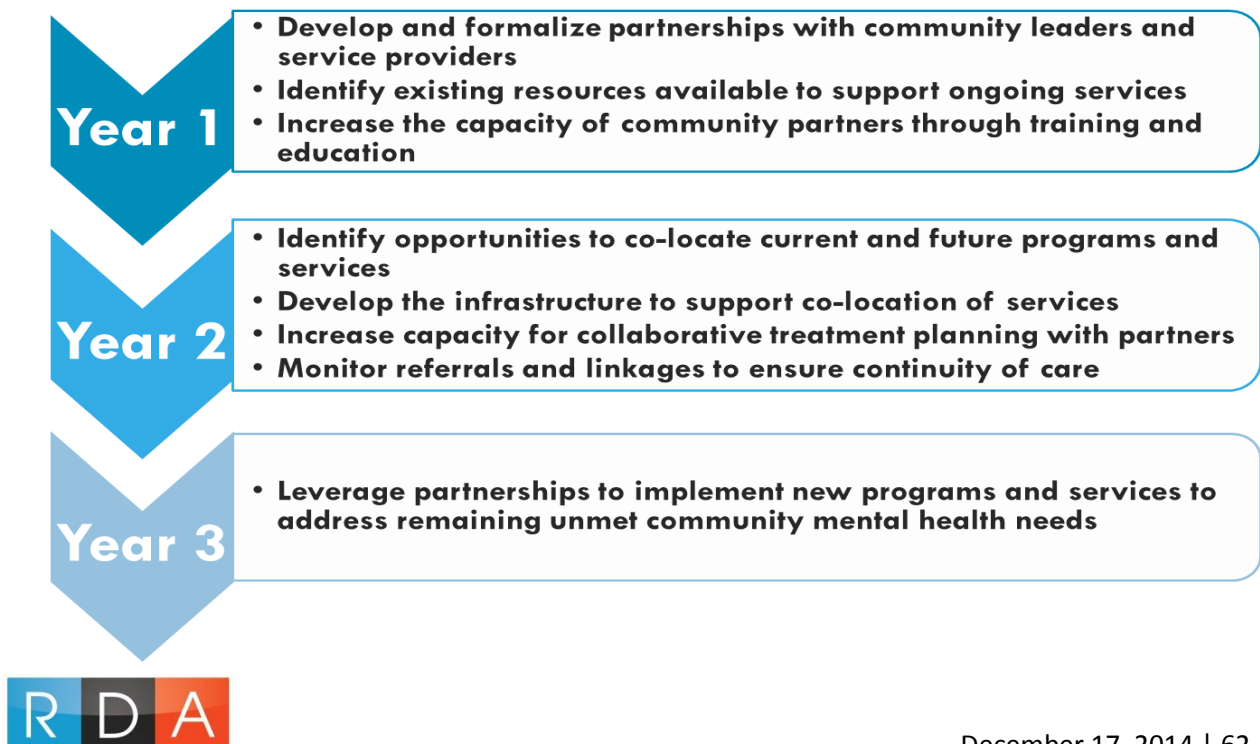 Year 1
• Develop and formalize partnerships with community leaders and
service providers
• Identify existing resources available to support ongoing services
• Increase the capacity of community partners through training and
education
Year 2
• Identify opportunities to co-locate current and future programs and
services
• Develop the infrastructure to support co-location of services
• Increase capacity for collaborative treatment planning with partners
• Monitor referrals and linkages to ensure continuity of care
Year 3
• Leverage partnerships to implement new programs and services to
address remaining unmet community mental health needs
RDA
December 17, 2014 | 62